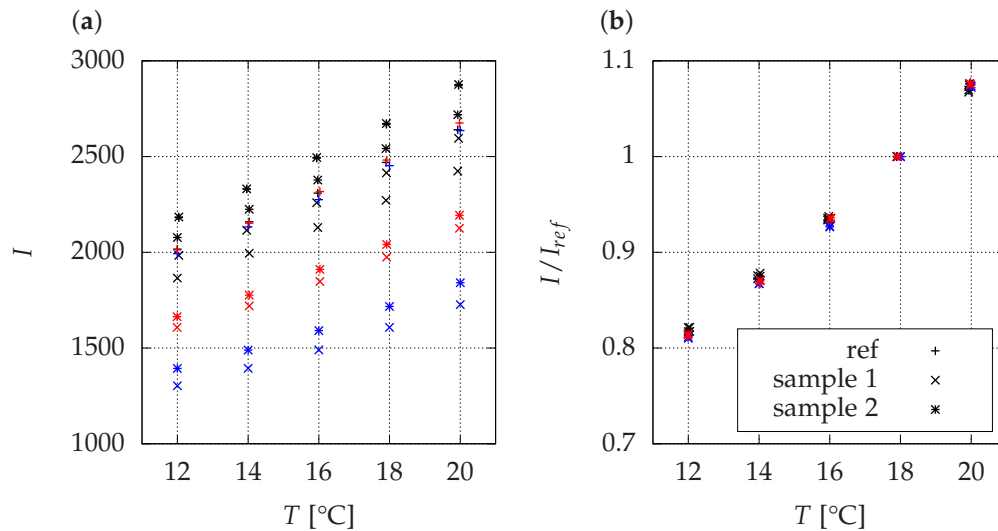 (a)
3000
2500
2000
1500
1000
I
12 14 16 18 20
T [°C]
(b)
1.1
1
0.9
0.8
0.7
I / I_ref
12 14 16 18 20
T [°C]
ref
sample 1
sample 2